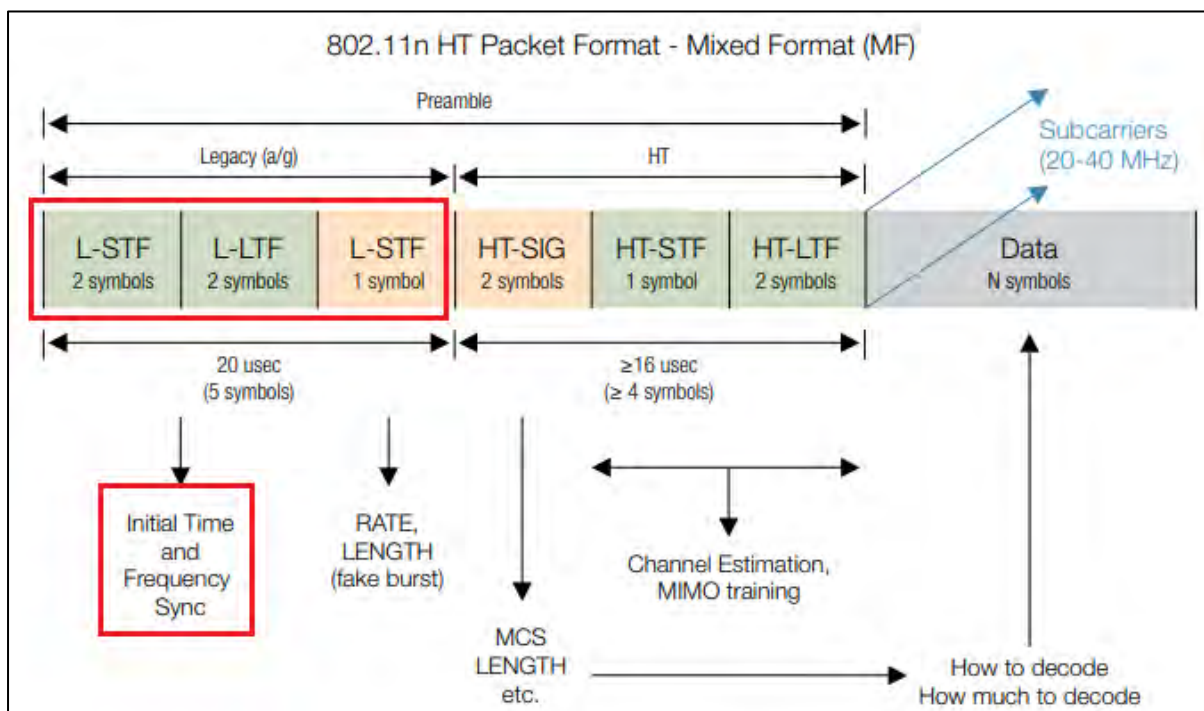 802.11n HT Packet Format - Mixed Format (MF)
Preamble
Subcarriers
(20-40 MHz)
Legacy (a/g)
HT
L-STF
2 symbols
L-LTF
2 symbols
L-STF
1 symbol
HT-SIG
2 symbols
HT-STF
1 symbol
HT-LTF
2 symbols
Data
N symbols
20 usec
(5 symbols)
≥16 usec
(≥ 4 symbols)
Initial Time
and
Frequency
Sync
RATE,
LENGTH
(fake burst)
Channel Estimation,
MIMO training
MCS
LENGTH
etc.
How to decode
How much to decode